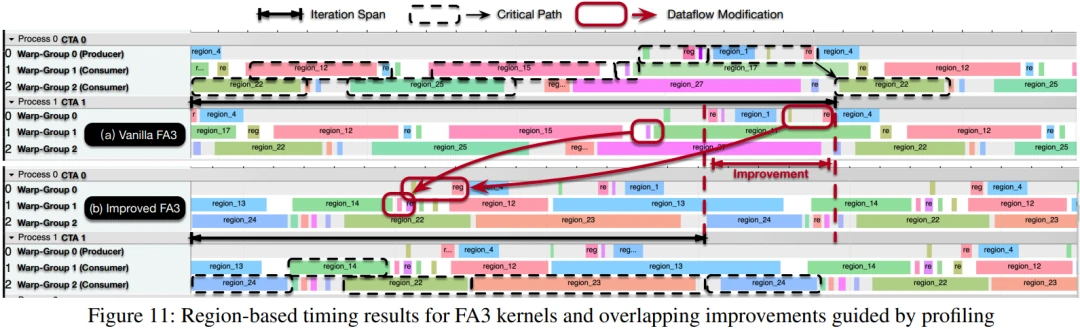 Iteration Span Critical Path Dataflow Modification
Process 0 CTA 0
0 Warp-Group 0 (Producer) region_4 reg region_1 re region_4
1 Warp-Group 1 (Consumer) r... re region_12 re region_15 region_17 re region_12 re
2 Warp-Group 2 (Consumer) region_22 region_25 reg... region_27 region_22 region_25
Process 1 CTA 1
0 Warp-Group 0 r region_4 re region_1 re region_4
1 Warp-Group 1 region_17 reg region_12 re region_15 re region_12 re
2 Warp-Group 2 region_22 region_25 reg... region_22 region_25
(a) Vanilla FA3
Improvement
0 Warp-Group 0 reg re region_1 re region_4
1 Warp-Group 1 region_13 region_14 re region_12 region_13 region_14 re region_12
2 Warp-Group 2 region_24 region_22 region_23 region_24 region_22 region_23
(b) Improved FA3
Process 1 CTA 1
0 Warp-Group 0 (Producer) r... region_4 reg reg... re region_4
1 Warp-Group 1 (Consumer) region_13 region_14 re region_12 region_13 region_14 re region_12
2 Warp-Group 2 (Consumer) region_24 region_22 region_23 region_24 region_22 region_23
Figure 11: Region-based timing results for FA3 kernels and overlapping improvements guided by profiling